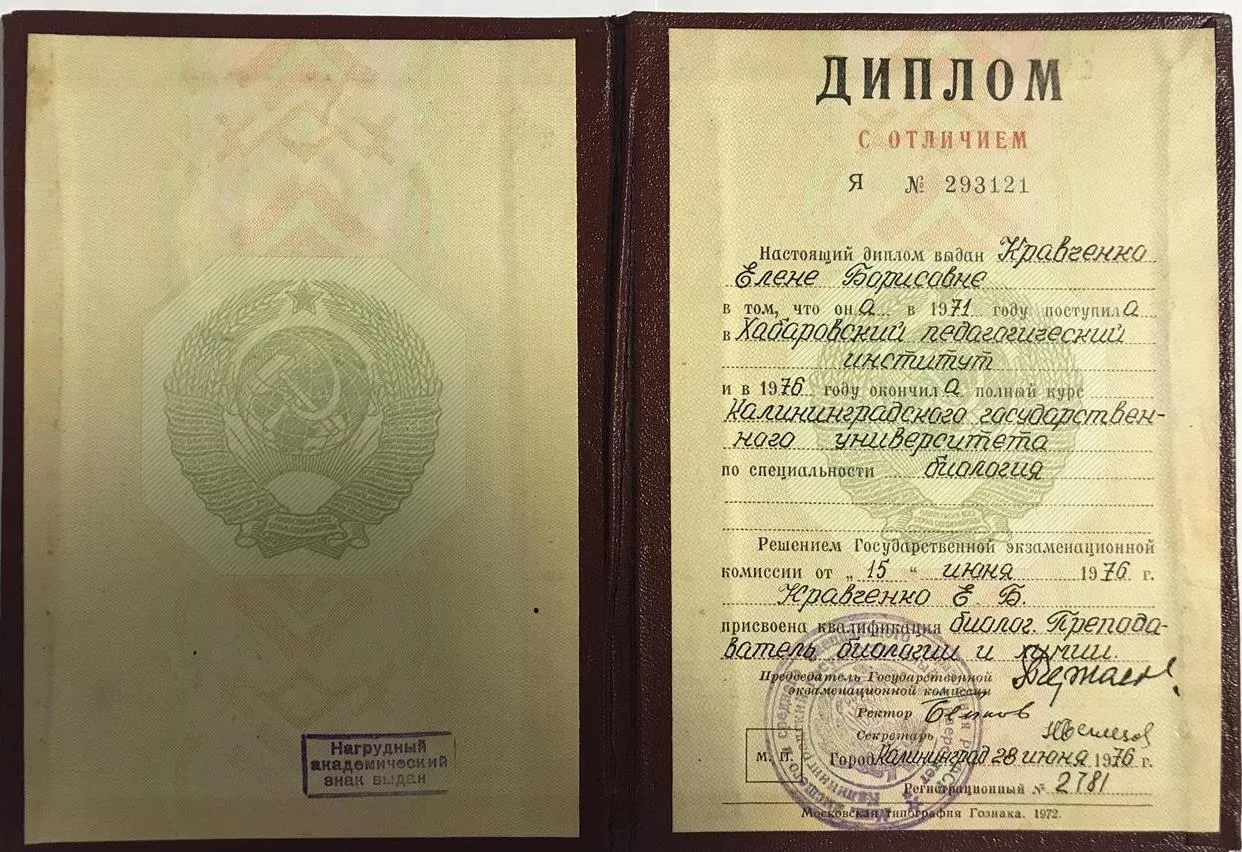 Нагрудный
академический
знак выдан
ДИПЛОМ
С ОТЛИЧИЕМ
Я № 293121
Настоящий диплом выдан Кравченко
Елене Борисовне
в том, что она в 1971 году поступила
в Хабаровский педагогический
институт
и в 1976 году окончила полный курс
Калининградского государствен-
ного университета
по специальности биология
Решением Государственной экзаменационной
комиссии от „ 15 “ июня 1976 г.
Кравченко Е Б.
присвоена квалификация биолог. Препода-
ватель биологии и химии.
Председатель Государственной
экзаменационной комиссии
Ректор
Секретарь
М. П. Город Калининград 28 июня 1976 г.
Регистрационный № 2781
Московская типография Гознака. 1972.